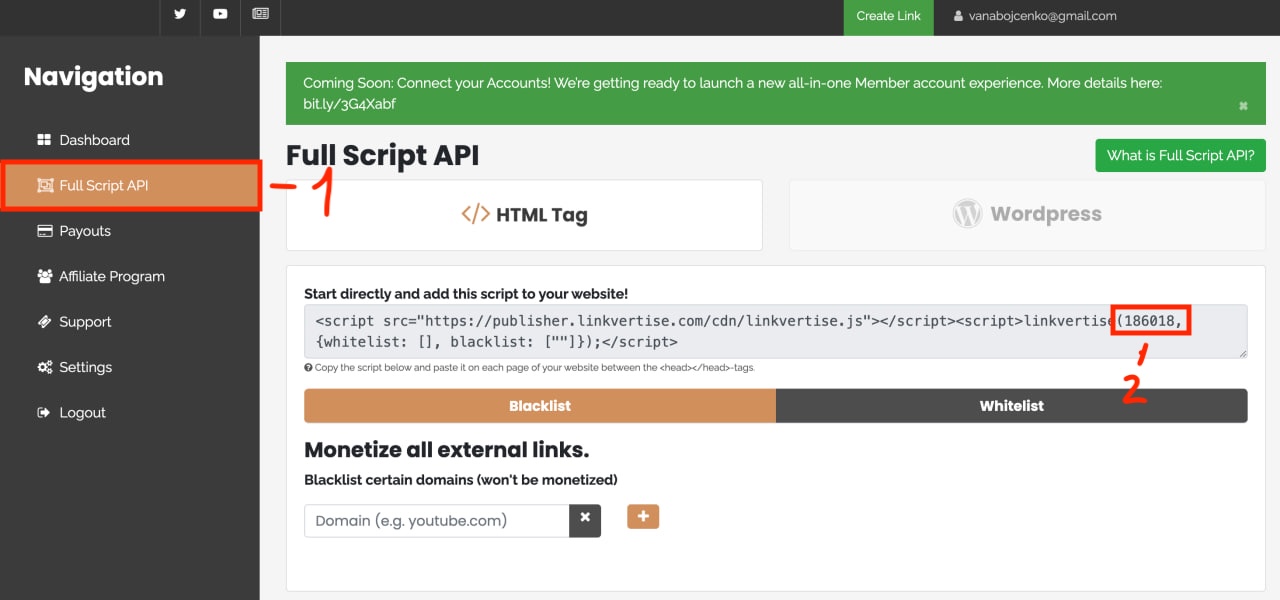 Create Link
vanabojcenko@gmail.com
Navigation
Dashboard
Full Script API
Payouts
Affiliate Program
Support
Settings
Logout
Coming Soon: Connect your Accounts! We're getting ready to launch a new all-in-one Member account experience. More details here:
bit.ly/3G4Xabf
Full Script API
What is Full Script API?
- 1
</> HTML Tag
Wordpress
Start directly and add this script to your website!
<script src="https://publisher.linkvertise.com/cdn/linkvertise.js"></script><script>linkvertise(186018,
{whitelist: [], blacklist: [""]});</script>
Copy the script below and paste it on each page of your website between the <head></head>-tags.
2
Blacklist
Whitelist
Monetize all external links.
Blacklist certain domains (won't be monetized)
Domain (e.g. youtube.com)